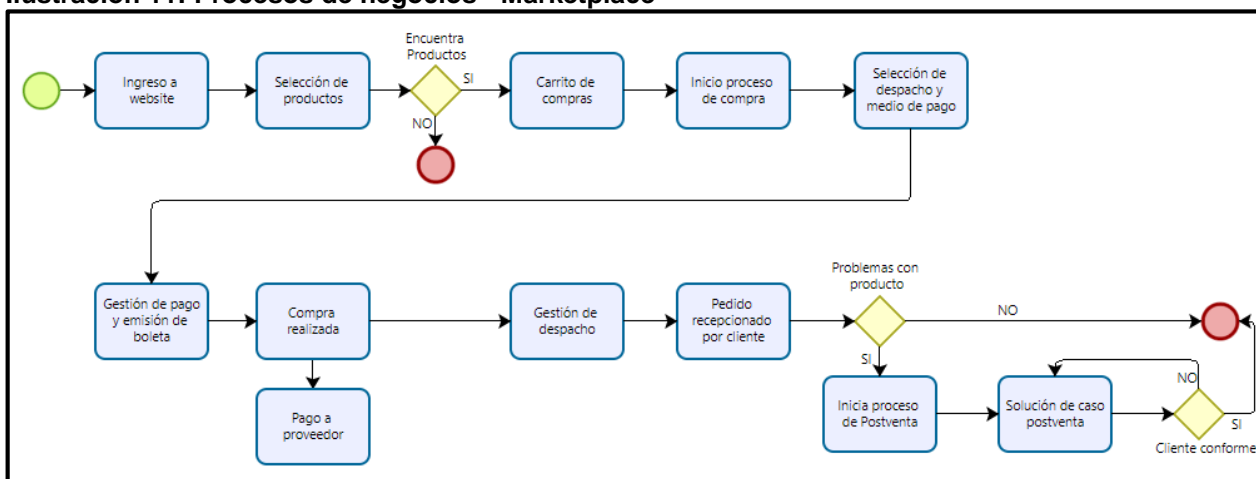 Ilustración 11: Procesos de negocios - Marketplace
Encuentra
Productos
Ingreso a
website
Selección de
productos
SI
NO
Carrito de
compras
Inicio proceso
de compra
Selección de
despacho y
medio de pago
Gestión de pago
y emisión de
boleta
Compra
realizada
Pago a
proveedor
Gestión de
despacho
Pedido
recepcionado
por cliente
Problemas con
producto
NO
SI
Inicia proceso
de Postventa
Solución de caso
postventa
NO
SI
Cliente conforme